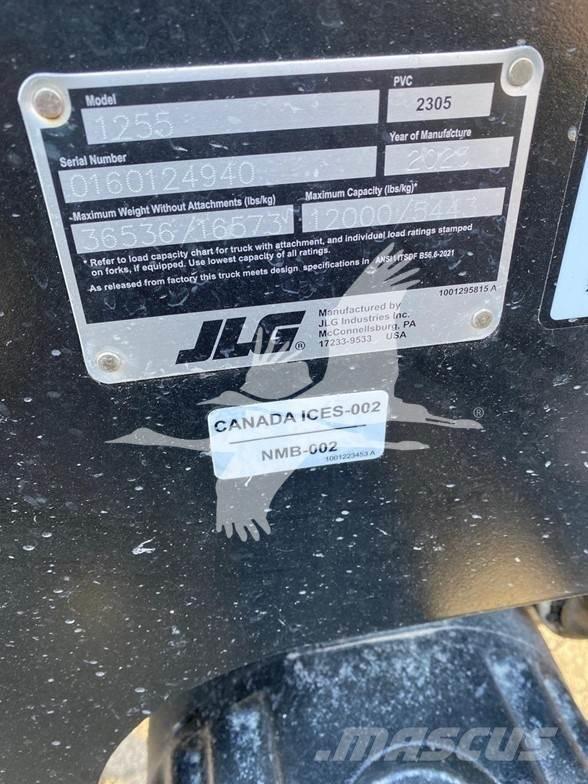 Model
1255
PVC
2305
Serial Number
0160124940
Year of Manufacture
2023
Maximum Weight Without Attachments (lbs/kg)
36536/16573
Maximum Capacity (lbs/kg)*
12000/5443
* Refer to load capacity chart for truck with attachment, and individual load ratings stamped
on forks, if equipped. Use lowest capacity of all ratings.
As released from factory this truck meets design specifications in ANSI/ITSDF B56.6-2021
1001295815 A
JLG®
Manufactured by
JLG Industries Inc.
McConnellsburg, PA
17233-9533 USA
CANADA ICES-002
NMB-002
1001223453 A
®
MASCUS